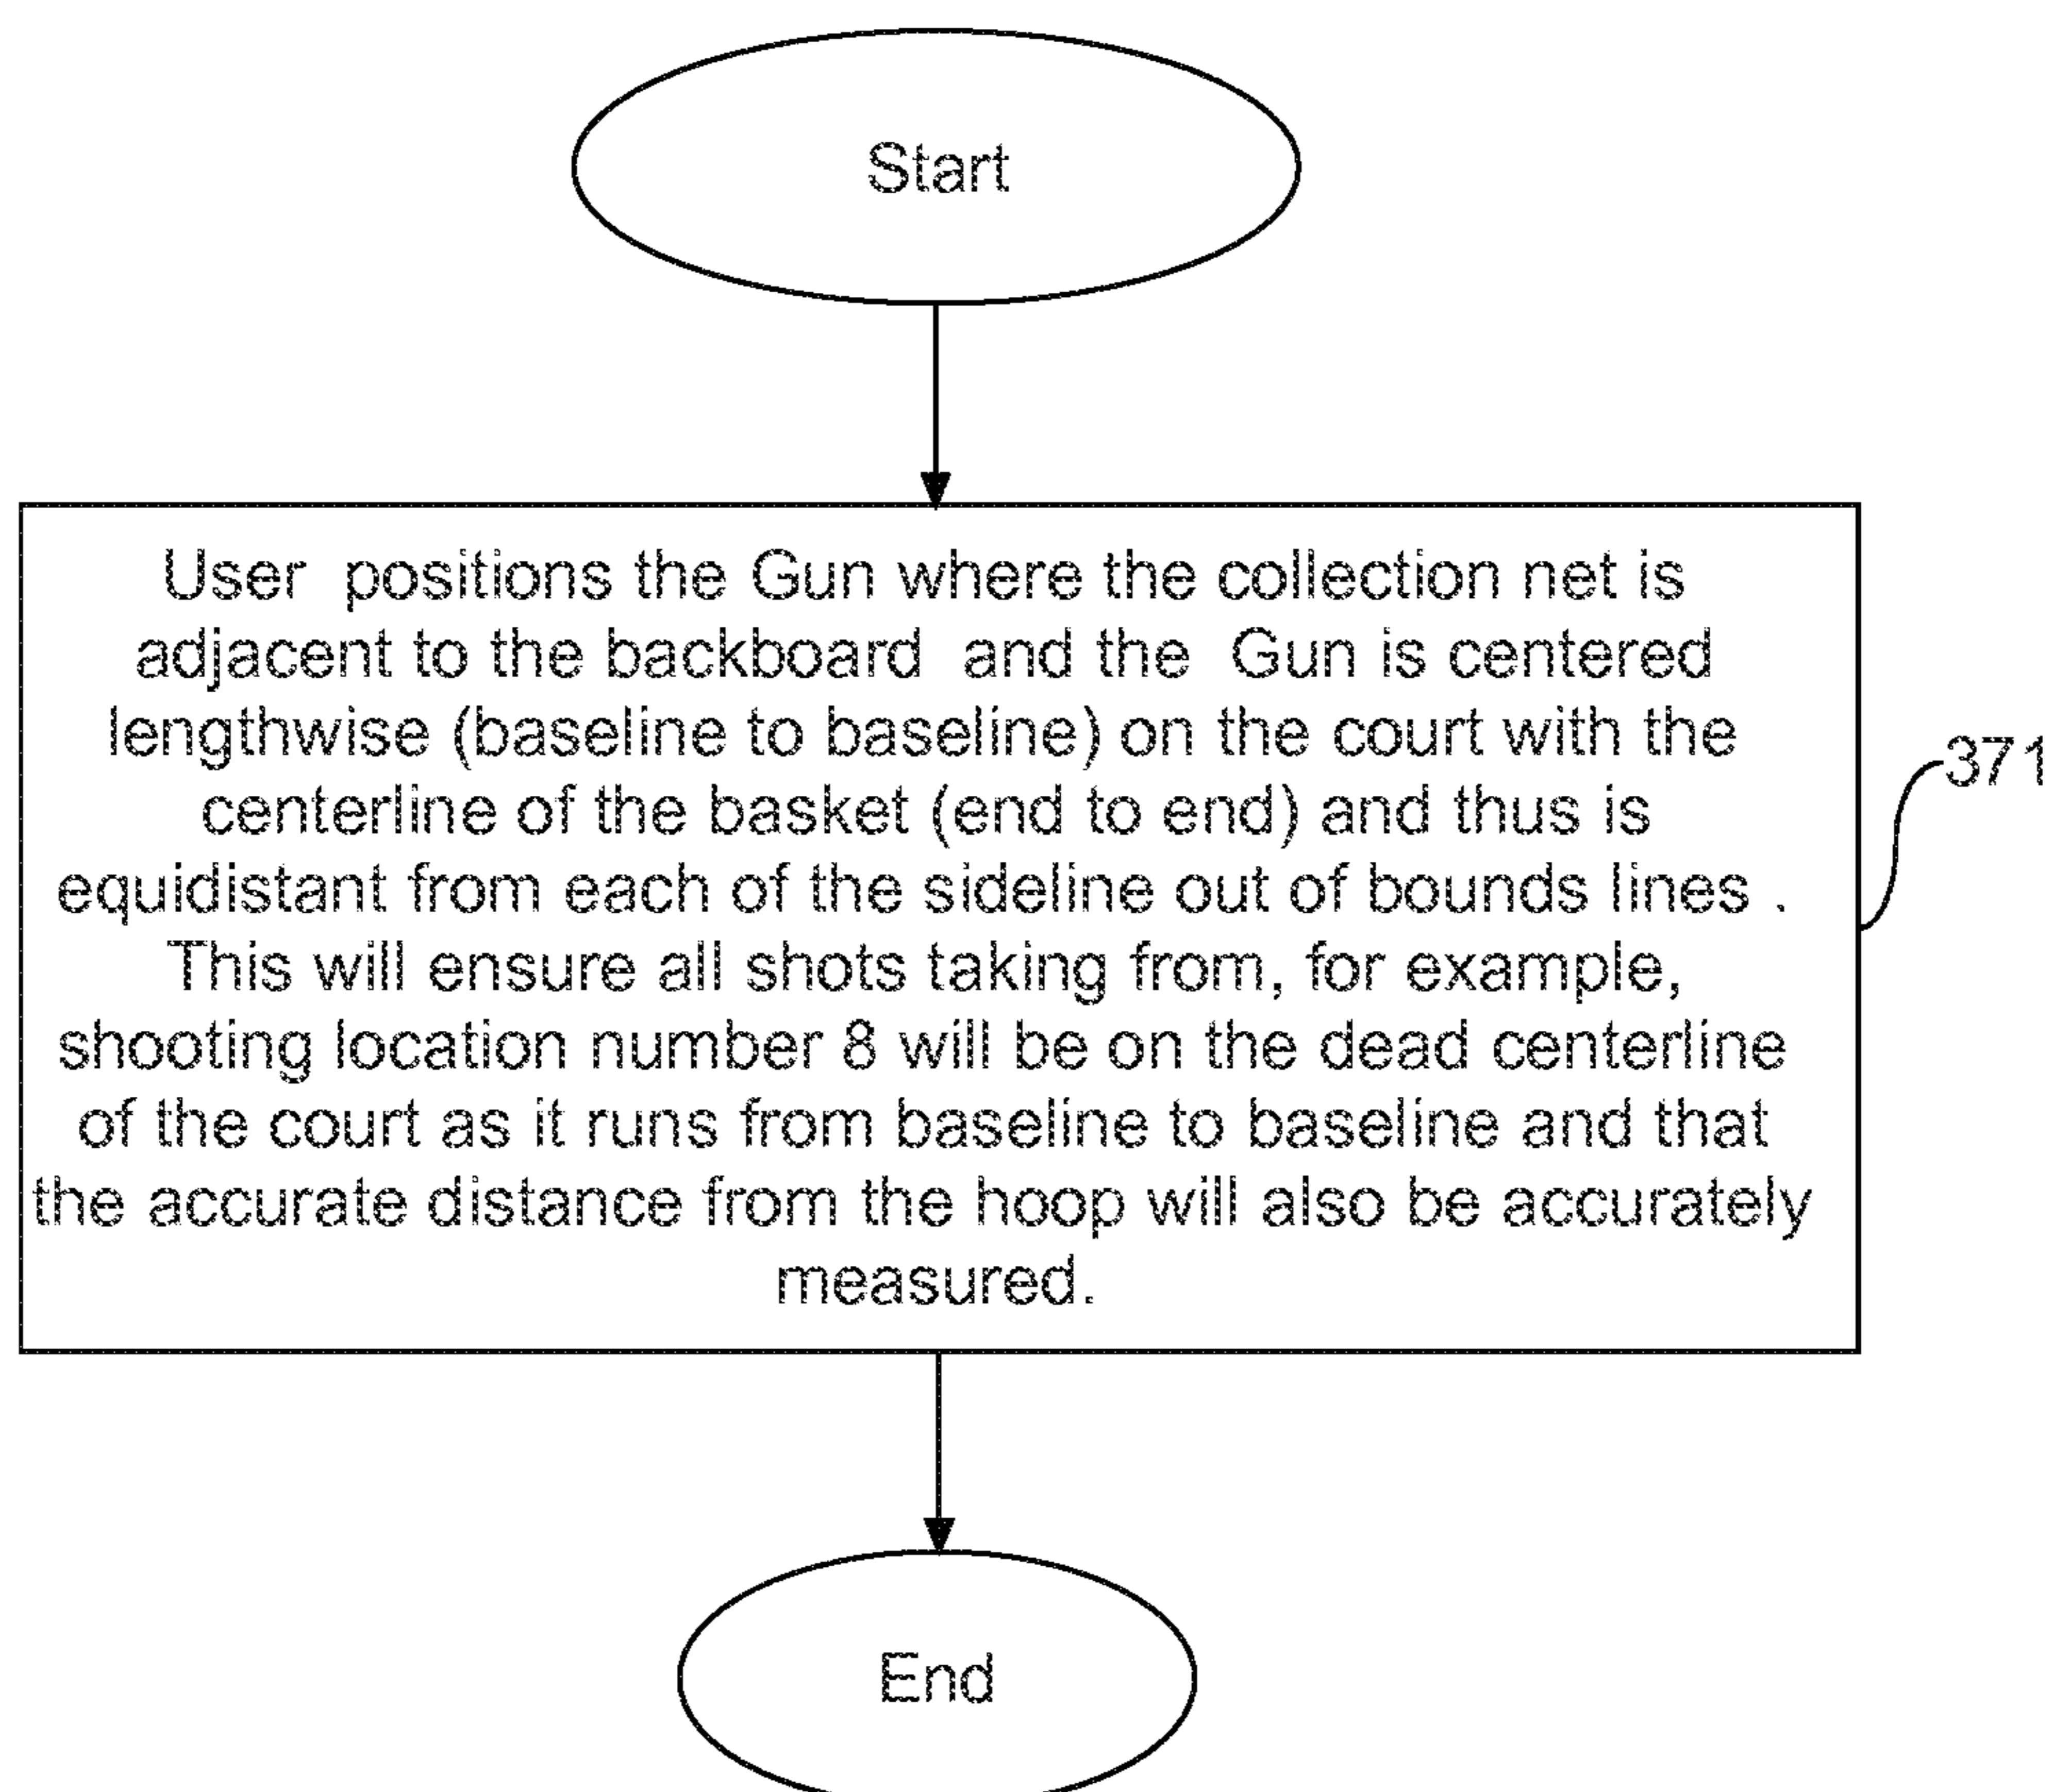 Start
User positions the Gun where the collection net is
adjacent to the backboard and the Gun is centered
lengthwise (baseline to baseline) on the court with the
centerline of the basket (end to end) and thus is
equidistant from each of the sideline out of bounds lines .
This will ensure all shots taking from, for example,
shooting location number 8 will be on the dead centerline
of the court as it runs from baseline to baseline and that
the accurate distance from the hoop will also be accurately
measured.
371
End